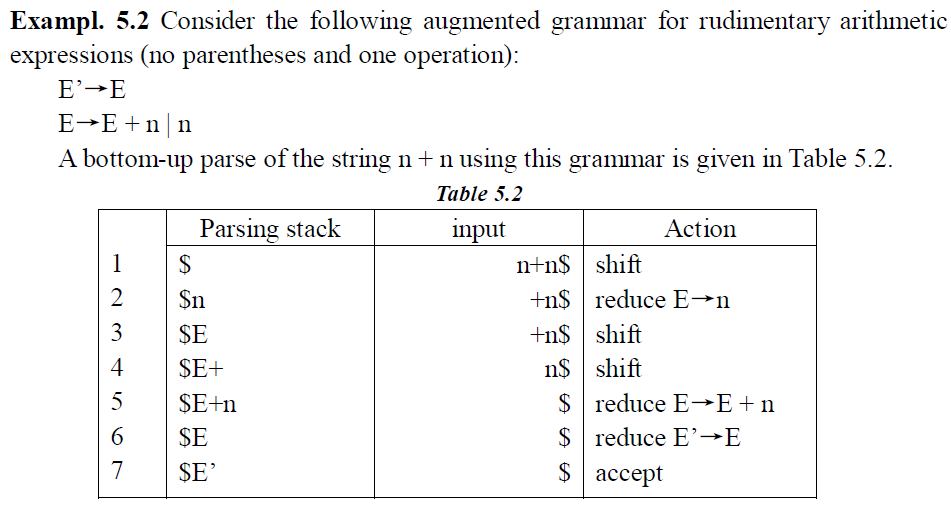 Exampl. 5.2 Consider the following augmented grammar for rudimentary arithmetic
expressions (no parentheses and one operation):
E’→E
E→E + n | n
A bottom-up parse of the string n + n using this grammar is given in Table 5.2.
Table 5.2
Parsing stack input Action
1 $ n+n$ shift
2 $n +n$ reduce E→n
3 $E +n$ shift
4 $E+ n$ shift
5 $E+n $ reduce E→E + n
6 $E $ reduce E’→E
7 $E’ $ accept